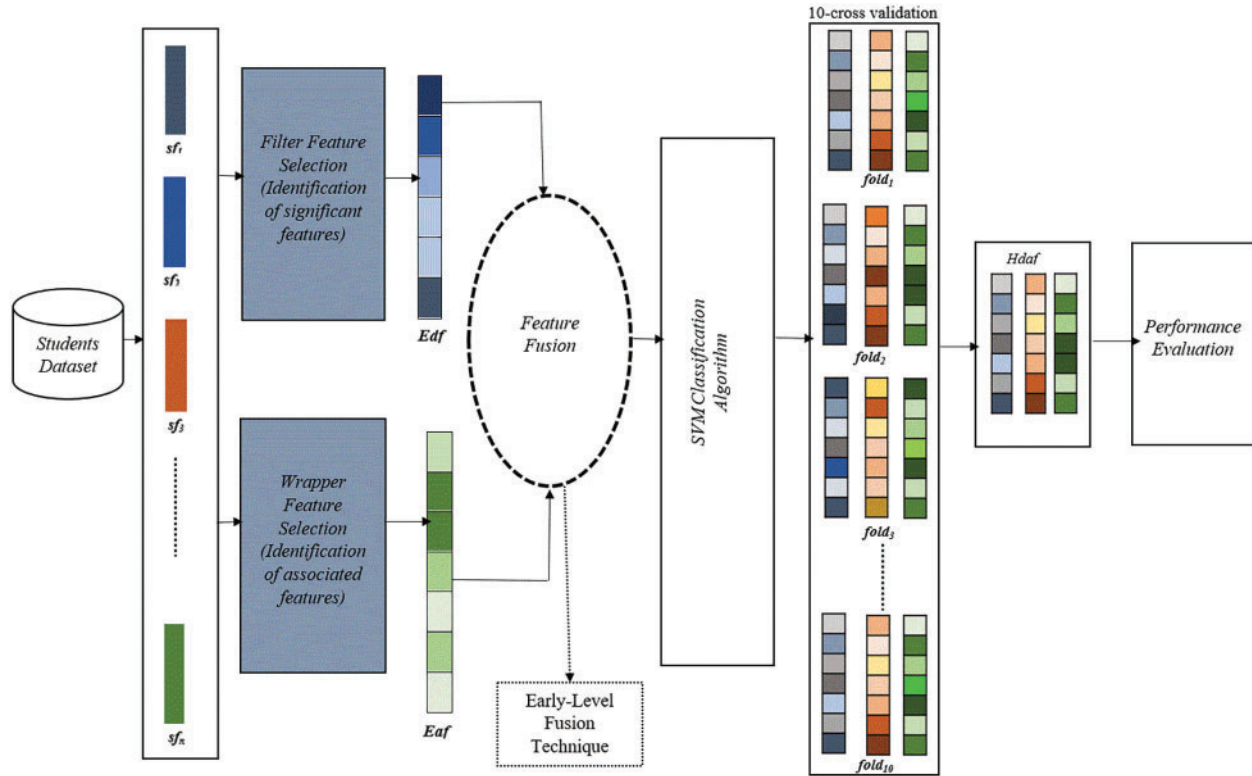 Students
Dataset
sf₁
sf₃
sf ₙ
Filter Feature
Selection
(Identification
of significant
features)
Wrapper
Feature
Selection
(Identification
of associated
features)
Edf
Eaf
Feature
Fusion
Early-Level
Fusion
Technique
SVM Classification
Algorithm
10-cross validation
fold₁
fold₂
fold₃
fold₁₀
Hdaf
Performance
Evaluation